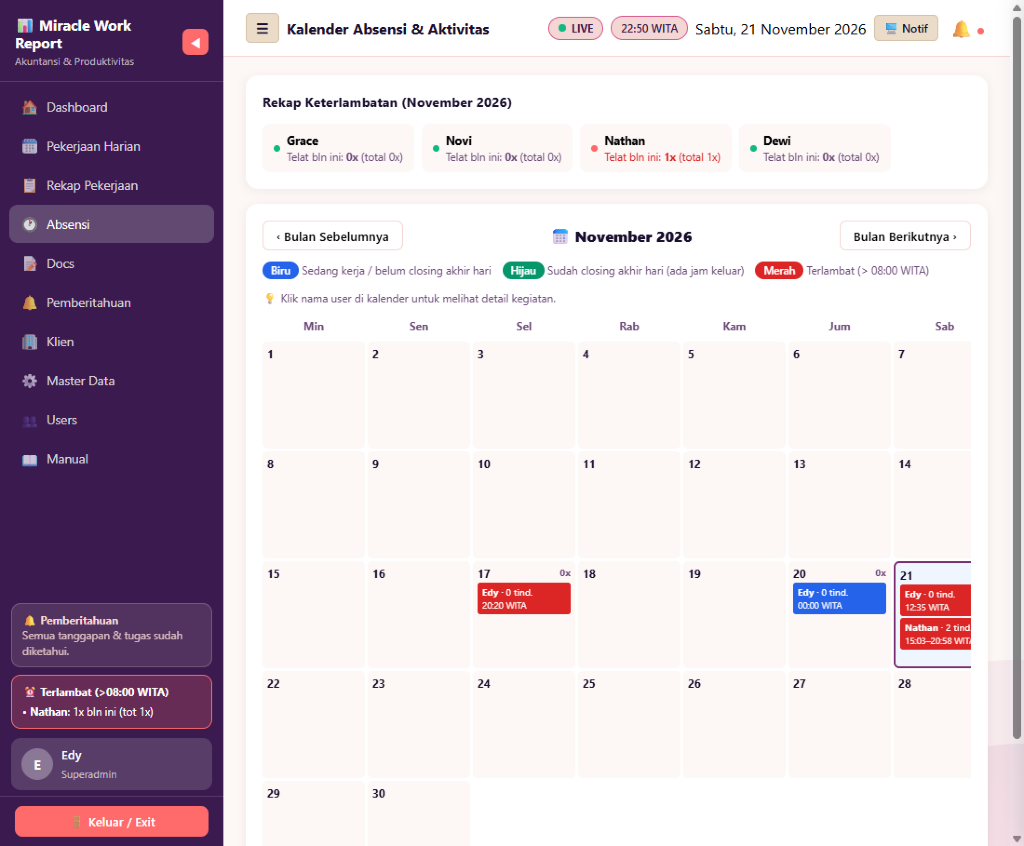 Miracle Work
Report
Akuntansi & Produktivitas
Dashboard
Pekerjaan Harian
Rekap Pekerjaan
Absensi
Docs
Pemberitahuan
Klien
Master Data
Users
Manual
Pemberitahuan
Semua tanggapan & tugas sudah
diketahui.
Terlambat (>08:00 WITA)
• Nathan: 1x bln ini (tot 1x)
E
Edy
Superadmin
Keluar / Exit
Kalender Absensi & Aktivitas
LIVE
22:50 WITA
Sabtu, 21 November 2026
Notif
Rekap Keterlambatan (November 2026)
Grace
Telat bln ini: 0x (total 0x)
Novi
Telat bln ini: 0x (total 0x)
Nathan
Telat bln ini: 1x (total 1x)
Dewi
Telat bln ini: 0x (total 0x)
‹ Bulan Sebelumnya
November 2026
Bulan Berikutnya ›
Biru Sedang kerja / belum closing akhir hari Hijau Sudah closing akhir hari (ada jam keluar) Merah Terlambat (> 08:00 WITA)
Klik nama user di kalender untuk melihat detail kegiatan.
Min Sen Sel Rab Kam Jum Sab
1 2 3 4 5 6 7
8 9 10 11 12 13 14
15
16
17 0x
Edy · 0 tind.
20:20 WITA
18
19
20 0x
Edy · 0 tind.
00:00 WITA
21
Edy · 0 tind.
12:35 WITA
Nathan · 2 tind
15:03–20:58 WITA
22 23 24 25 26 27 28
29 30